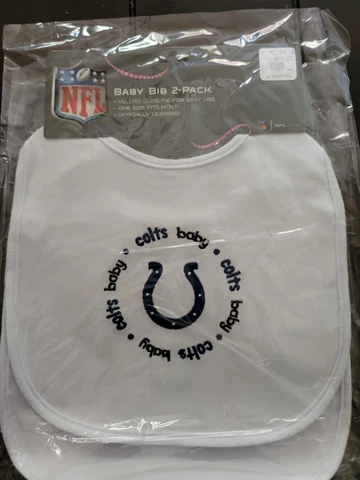 NFL
BABY BIB 2-PACK
• VELCRO CLOSURE FOR EASY USE
• ONE SIZE FITS MOST
• OFFICIALLY LICENSED
NFL
colts baby • colts baby • colts baby • colts baby •